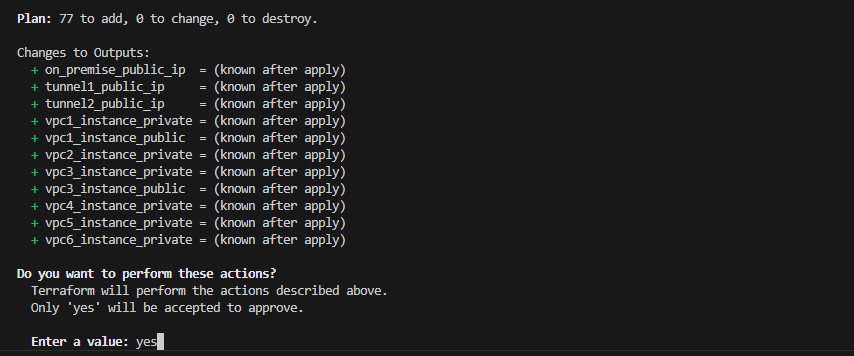 Plan: 77 to add, 0 to change, 0 to destroy.
Changes to Outputs:
+ on_premise_public_ip  = (known after apply)
+ tunnel1_public_ip     = (known after apply)
+ tunnel2_public_ip     = (known after apply)
+ vpc1_instance_private = (known after apply)
+ vpc1_instance_public  = (known after apply)
+ vpc2_instance_private = (known after apply)
+ vpc3_instance_private = (known after apply)
+ vpc3_instance_public  = (known after apply)
+ vpc4_instance_private = (known after apply)
+ vpc5_instance_private = (known after apply)
+ vpc6_instance_private = (known after apply)
Do you want to perform these actions?
Terraform will perform the actions described above.
Only 'yes' will be accepted to approve.
Enter a value: yes